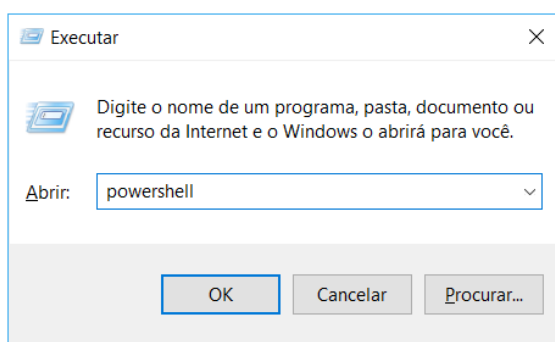 Executar
Digite o nome de um programa, pasta, documento ou
recurso da Internet e o Windows o abrirá para você.
Abrir: powershell
OK Cancelar Procurar...